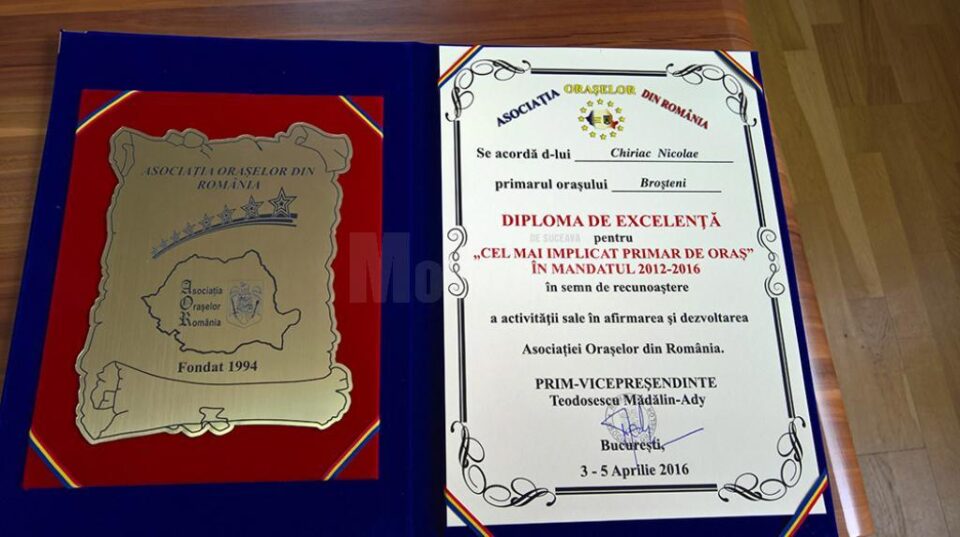 ASOCIAȚIA ORAȘELOR DIN
ROMÂNIA
Asociația
Orașelor
România
Fondat 1994
ASOCIAȚIA ORAȘELOR DIN ROMÂNIA
Se acordă d-lui Chiriac Nicolae
primarul orașului Broșteni
DIPLOMA DE EXCELENȚĂ
DE SUCEAVA
pentru
„CEL MAI IMPLICAT PRIMAR DE ORAȘ”
ÎN MANDATUL 2012-2016
în semn de recunoaștere
a activității sale în afirmarea și dezvoltarea
Asociației Orașelor din România.
PRIM-VICEPREȘENDINTE
Teodosescu Mădălin-Ady
București,
3 - 5 Aprilie 2016